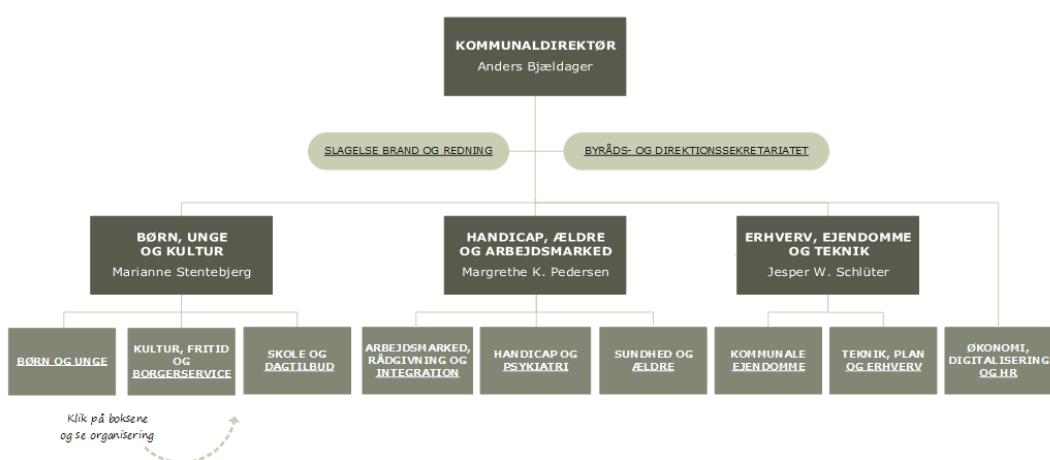 KOMMUNALDIREKTØR
Anders Bjældager
SLAGELSE BRAND OG REDNING
BYRÅDS- OG DIREKTIONSSEKRETARIATET
BØRN, UNGE
OG KULTUR
Marianne Stentebjerg
HANDICAP, ÆLDRE
OG ARBEJDSMARKED
Margrethe K. Pedersen
ERHVERV, EJENDOMME
OG TEKNIK
Jesper W. Schlüter
BØRN OG UNGE
KULTUR, FRITID
OG
BORGERSERVICE
SKOLE OG
DAGTILBUD
ARBEJDSMARKED,
RÅDGIVNING OG
INTEGRATION
HANDICAP OG
PSYKIATRI
SUNDHED OG
ÆLDRE
KOMMUNALE
EJENDOMME
TEKNIK, PLAN
OG ERHVERV
ØKONOMI,
DIGITALISERING
OG HR
Klik på boksene
og se organisering